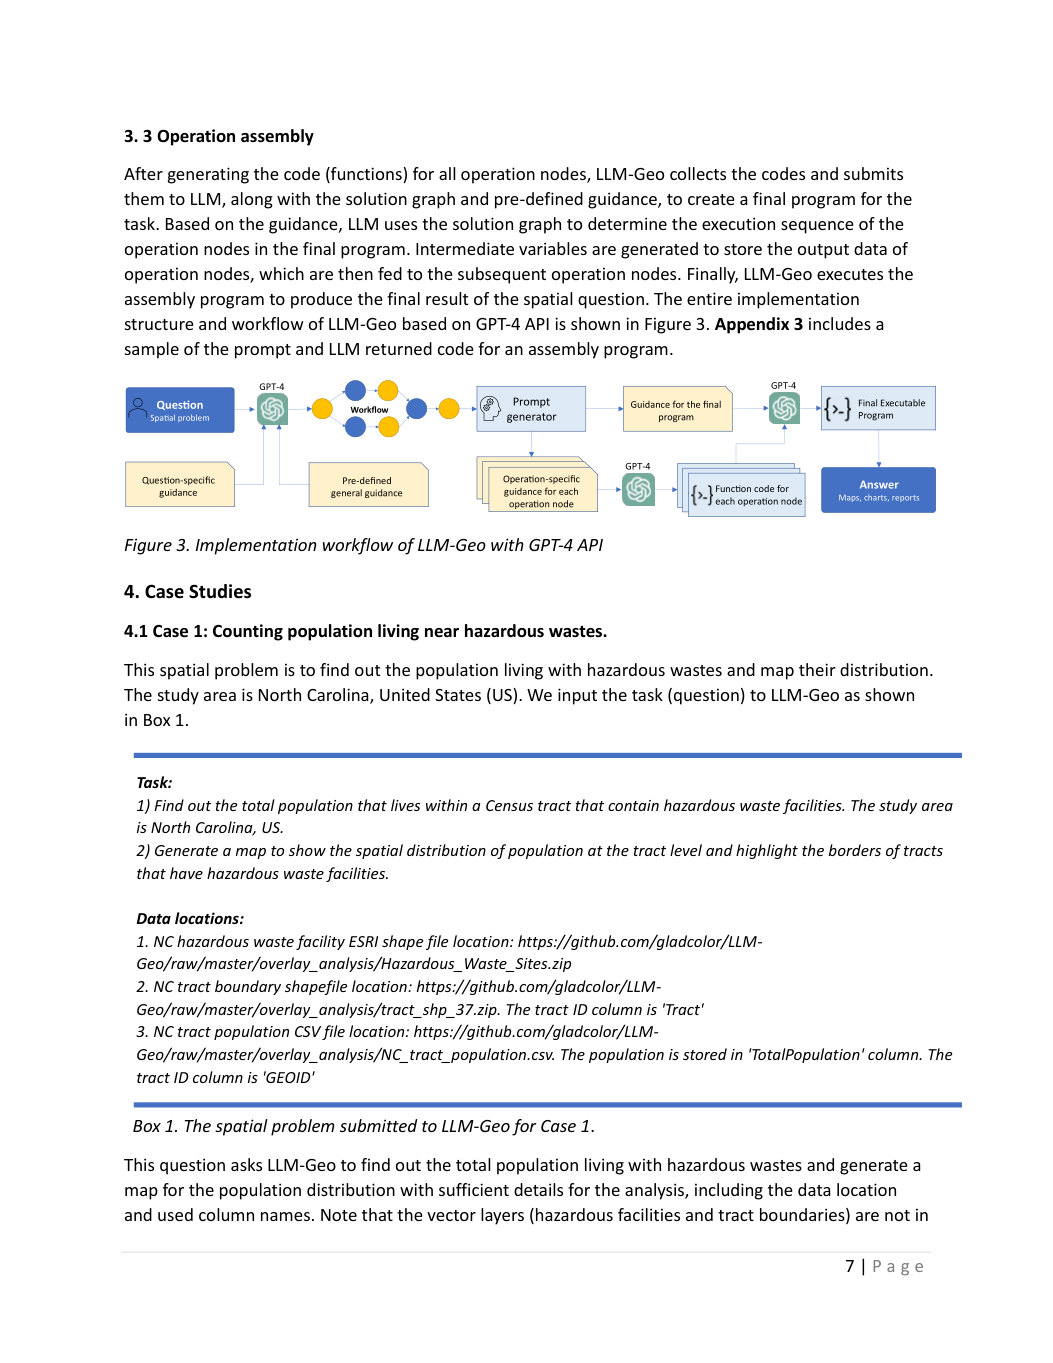 3. 3 Operation assembly
After generating the code (functions) for all operation nodes, LLM-Geo collects the codes and submits
them to LLM, along with the solution graph and pre-defined guidance, to create a final program for the
task. Based on the guidance, LLM uses the solution graph to determine the execution sequence of the
operation nodes in the final program. Intermediate variables are generated to store the output data of
operation nodes, which are then fed to the subsequent operation nodes. Finally, LLM-Geo executes the
assembly program to produce the final result of the spatial question. The entire implementation
structure and workflow of LLM-Geo based on GPT-4 API is shown in Figure 3. Appendix 3 includes a
sample of the prompt and LLM returned code for an assembly program.
Question
Spatial problem
GPT-4
Workflow
Prompt
generator
Guidance for the final
program
GPT-4
Final Executable
Program
Question-specific
guidance
Pre-defined
general guidance
Operation-specific
guidance for each
operation node
GPT-4
Function code for
each operation node
Answer
Maps, charts, reports
Figure 3. Implementation workflow of LLM-Geo with GPT-4 API
4. Case Studies
4.1 Case 1: Counting population living near hazardous wastes.
This spatial problem is to find out the population living with hazardous wastes and map their distribution.
The study area is North Carolina, United States (US). We input the task (question) to LLM-Geo as shown
in Box 1.
Task:
1) Find out the total population that lives within a Census tract that contain hazardous waste facilities. The study area
is North Carolina, US.
2) Generate a map to show the spatial distribution of population at the tract level and highlight the borders of tracts
that have hazardous waste facilities.
Data locations:
1. NC hazardous waste facility ESRI shape file location: https://github.com/gladcolor/LLM-
Geo/raw/master/overlay_analysis/Hazardous_Waste_Sites.zip
2. NC tract boundary shapefile location: https://github.com/gladcolor/LLM-
Geo/raw/master/overlay_analysis/tract_shp_37.zip. The tract ID column is 'Tract'
3. NC tract population CSV file location: https://github.com/gladcolor/LLM-
Geo/raw/master/overlay_analysis/NC_tract_population.csv. The population is stored in 'TotalPopulation' column. The
tract ID column is 'GEOID'
Box 1. The spatial problem submitted to LLM-Geo for Case 1.
This question asks LLM-Geo to find out the total population living with hazardous wastes and generate a
map for the population distribution with sufficient details for the analysis, including the data location
and used column names. Note that the vector layers (hazardous facilities and tract boundaries) are not in
7 | Page